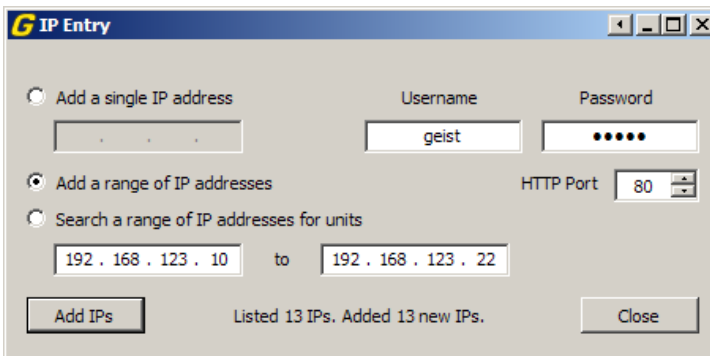 G IP Entry
Add a single IP address
Username
Password
. . .
geist
•••••
Add a range of IP addresses
HTTP Port
80
Search a range of IP addresses for units
192 . 168 . 123 . 10
to
192 . 168 . 123 . 22
Add IPs
Listed 13 IPs. Added 13 new IPs.
Close